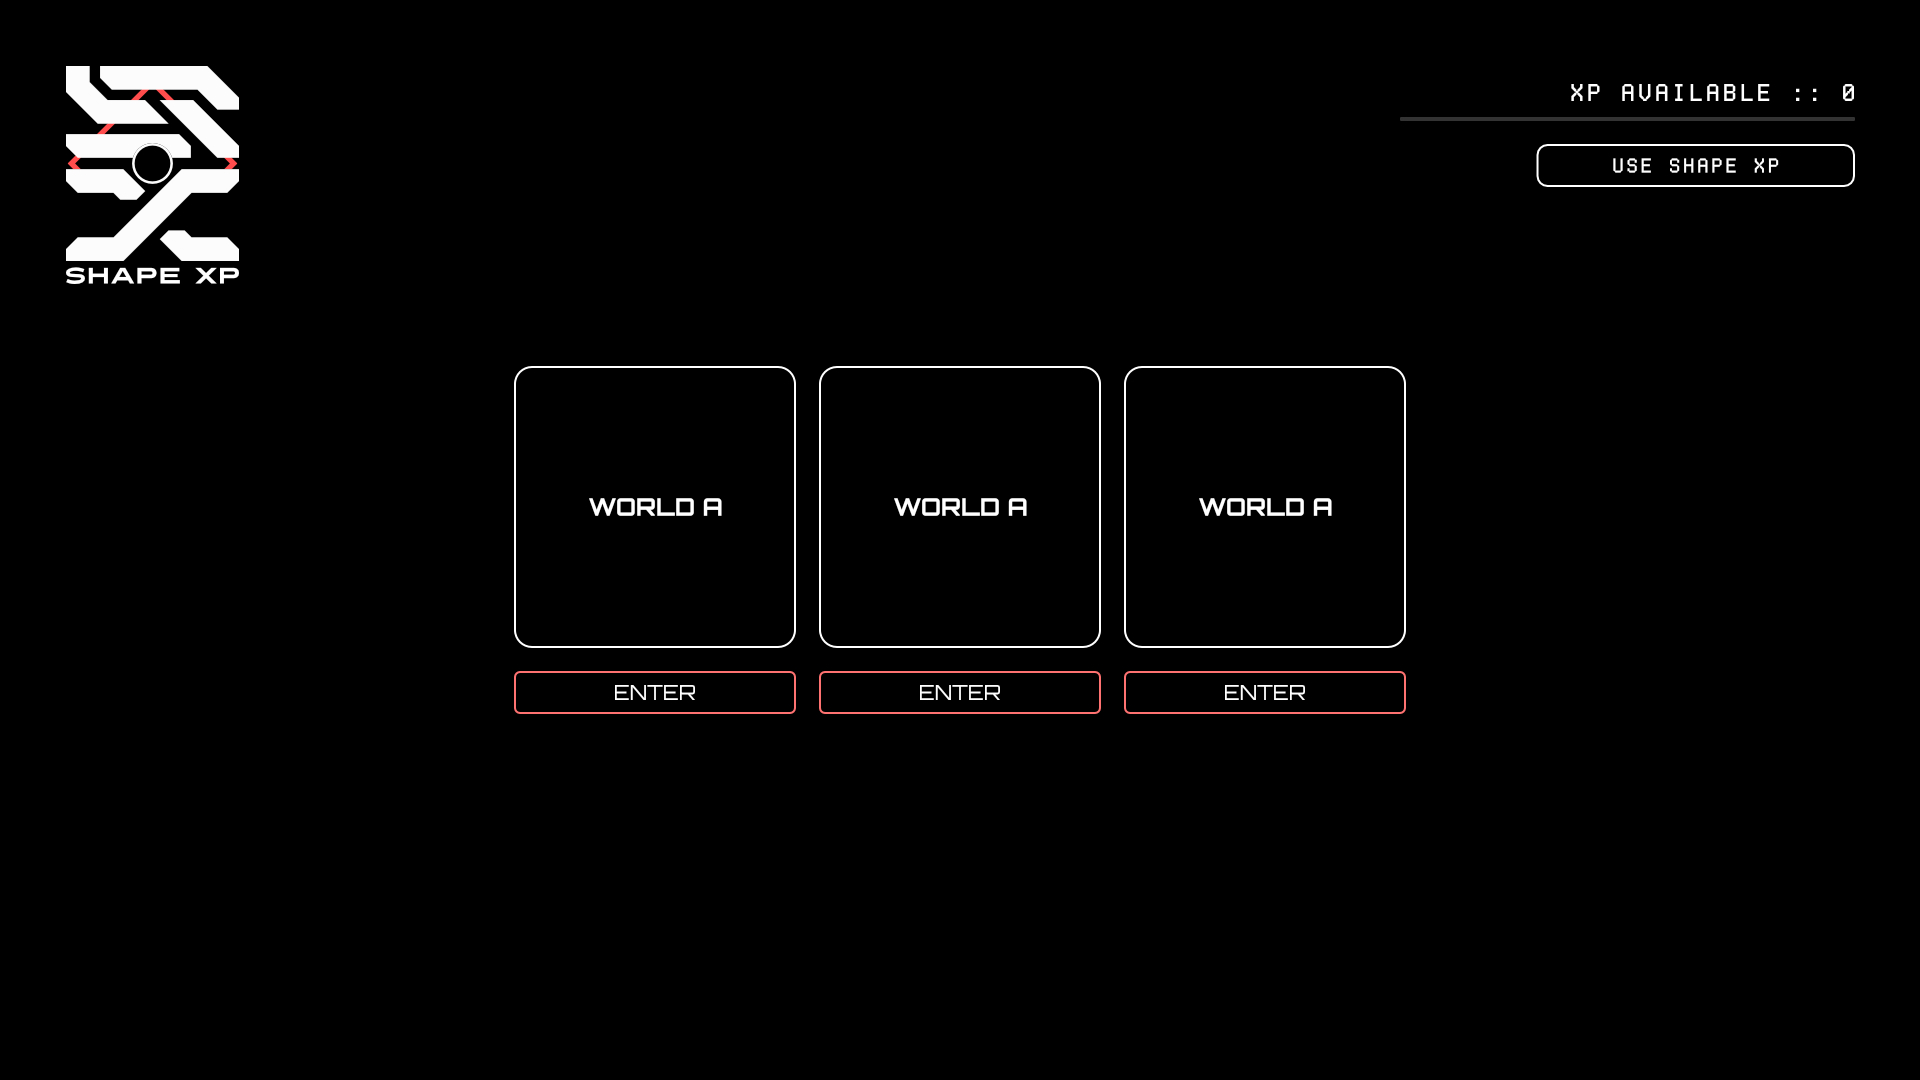 SHAPE XP
XP AVAILABLE :: 0
USE SHAPE XP
WORLD A
WORLD A
WORLD A
ENTER
ENTER
ENTER